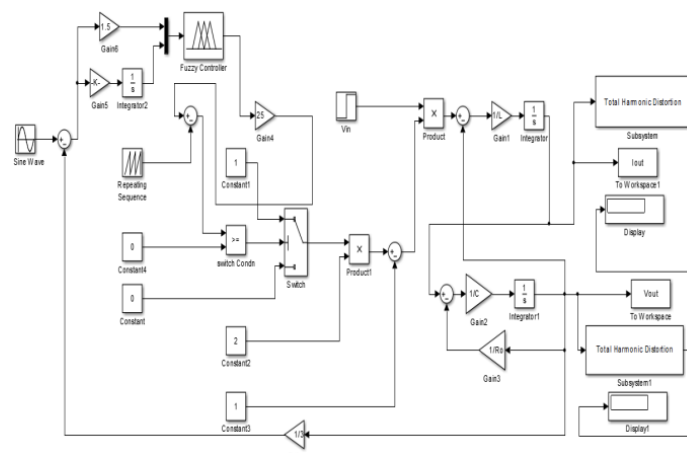 1.5
Gain6
Fuzzy Controller
-K-
Gain5
1
s
Integrator2
Sine Wave
Repeating
Sequence
25
Gain4
1
Constant1
0
Constant4
>=
switch Condn
0
Constant
Switch
2
Constant2
1
Constant3
×
Product1
1/3
Vin
×
Product
1/L
Gain1
1
s
Integrator
1/C
Gain2
1
s
Integrator1
1/Ro
Gain3
Total Harmonic Distortion
Subsystem
Iout
To Workspace1
Display
Vout
To Workspace
Total Harmonic Distortion
Subsystem1
Display1